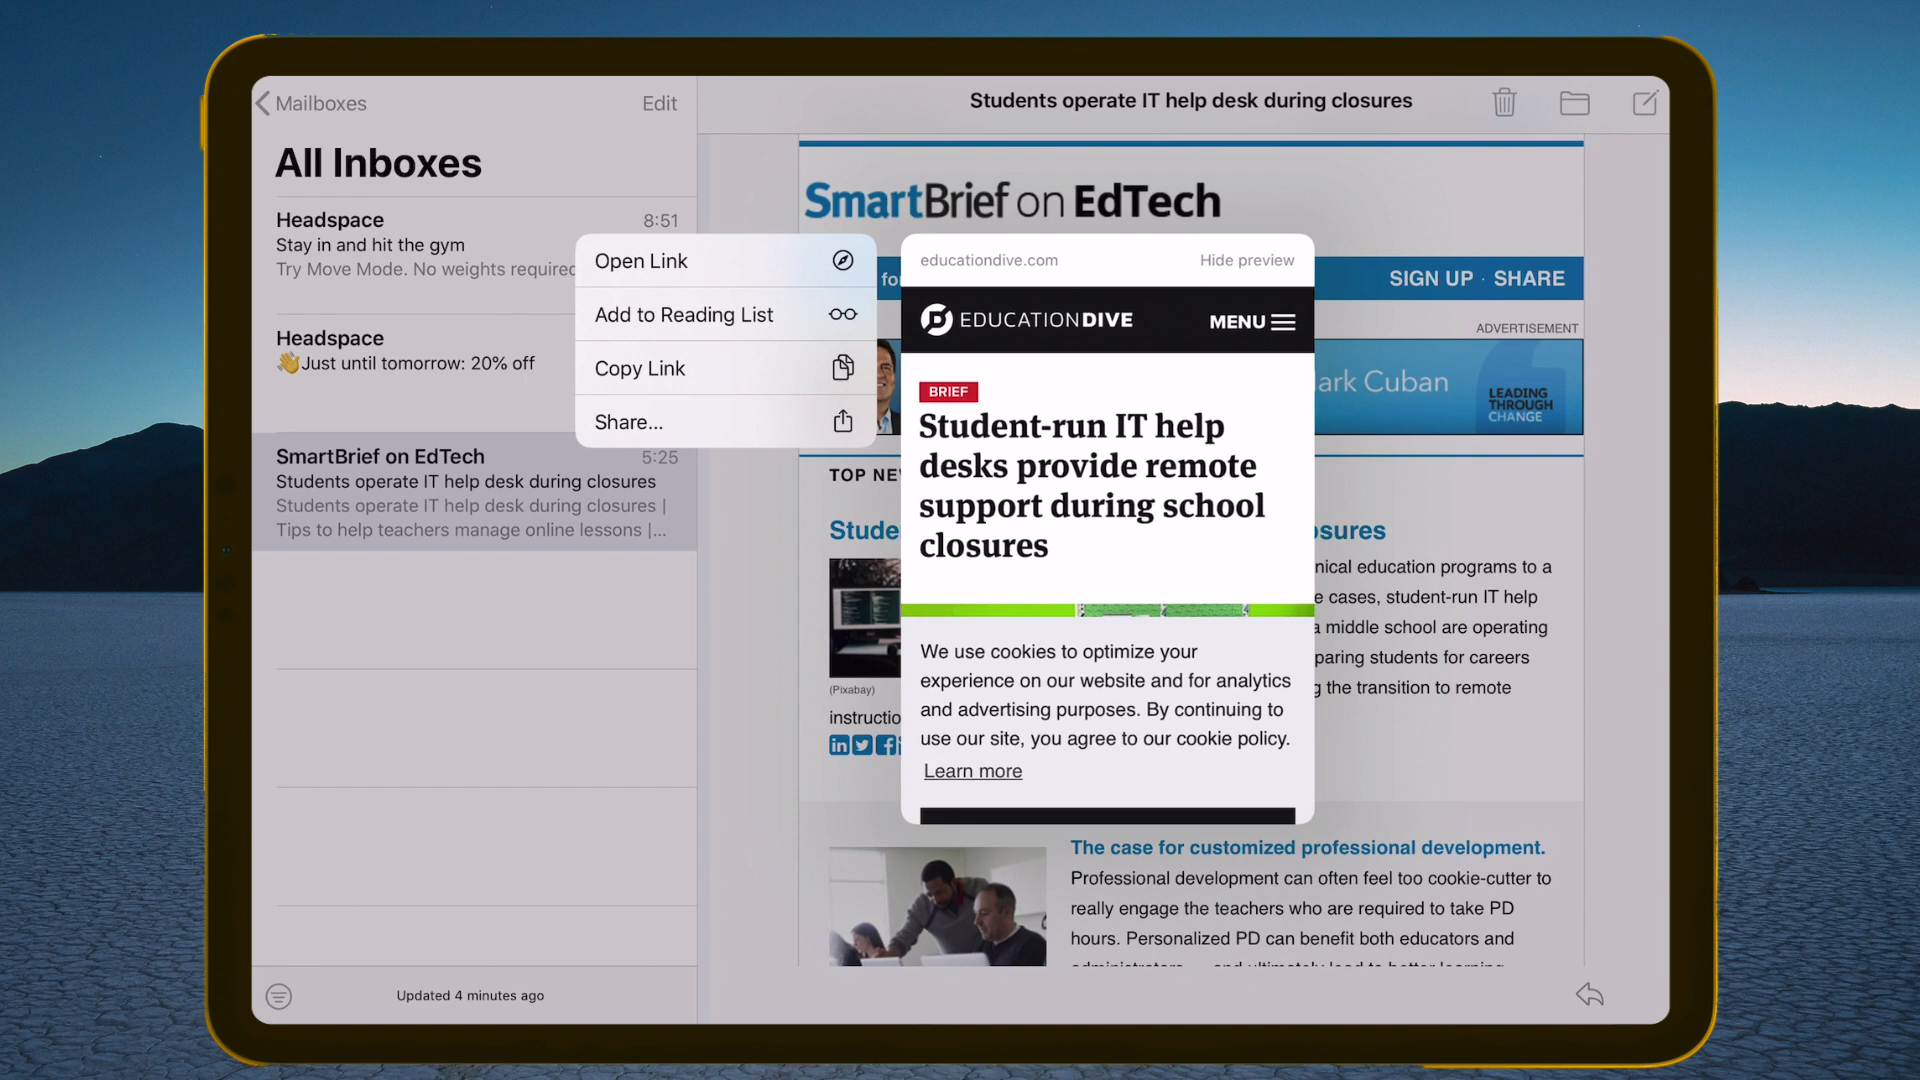 Mailboxes
Edit
All Inboxes
Headspace
8:51
Stay in and hit the gym
Try Move Mode. No weights required
Headspace
👋Just until tomorrow: 20% off
SmartBrief on EdTech
5:25
Students operate IT help desk during closures
Students operate IT help desk during closures |
Tips to help teachers manage online lessons |...
Updated 4 minutes ago
Open Link
Add to Reading List
Copy Link
Share...
Students operate IT help desk during closures
SmartBrief on EdTech
for
SIGN UP · SHARE
ADVERTISEMENT
ark Cuban
LEADING
THROUGH
CHANGE
TOP NE
Stude
osures
nical education programs to a
e cases, student-run IT help
a middle school are operating
paring students for careers
g the transition to remote
(Pixabay)
instructio
educationdive.com
Hide preview
EDUCATIONDIVE
MENU
BRIEF
Student-run IT help
desks provide remote
support during school
closures
We use cookies to optimize your
experience on our website and for analytics
and advertising purposes. By continuing to
use our site, you agree to our cookie policy.
Learn more
The case for customized professional development.
Professional development can often feel too cookie-cutter to
really engage the teachers who are required to take PD
hours. Personalized PD can benefit both educators and